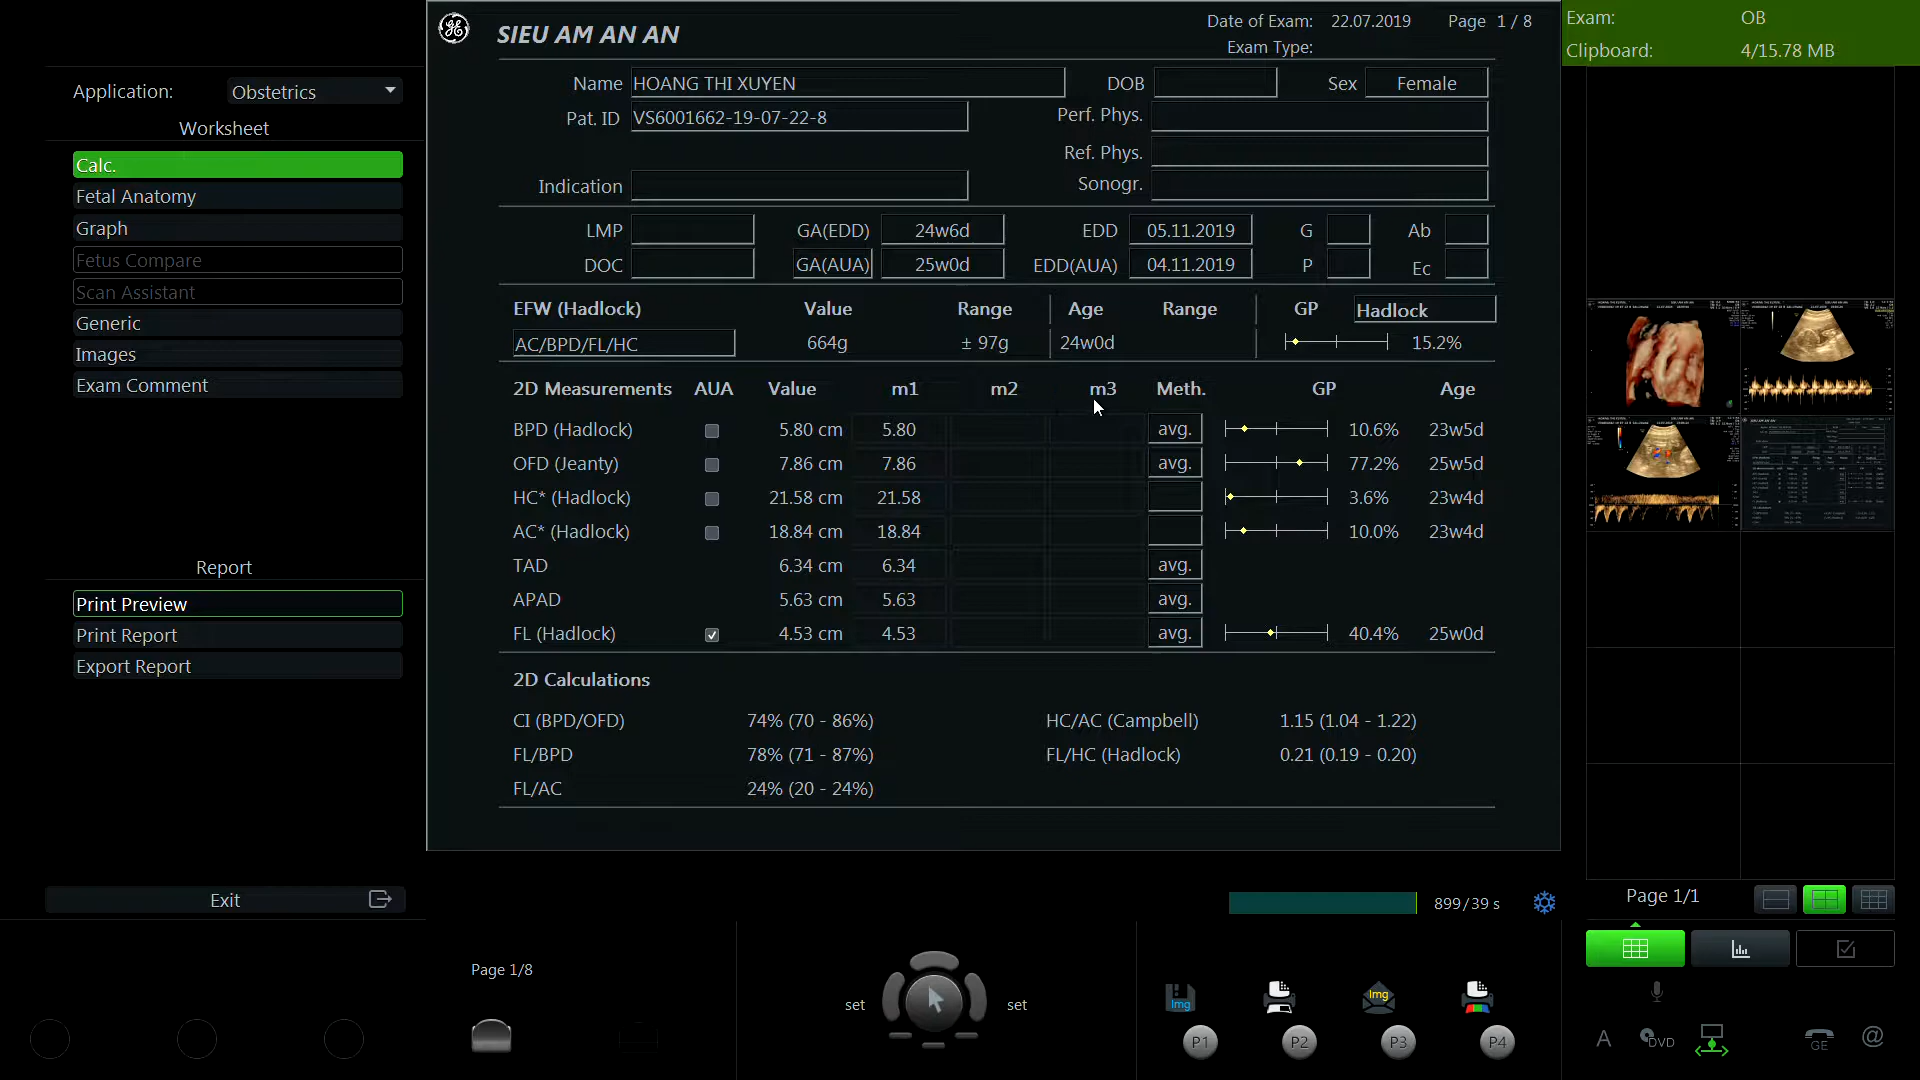 SIEU AM AN AN
Date of Exam: 22.07.2019 Page 1 / 8
Exam Type:
Exam: OB
Clipboard: 4/15.78 MB
Application: Obstetrics
Worksheet
Calc.
Fetal Anatomy
Graph
Fetus Compare
Scan Assistant
Generic
Images
Exam Comment
Report
Print Preview
Print Report
Export Report
Exit
Name HOANG THI XUYEN DOB Sex Female
Pat. ID VS6001662-19-07-22-8 Perf. Phys.
Ref. Phys.
Indication Sonogr.
LMP GA(EDD) 24w6d EDD 05.11.2019 G Ab
DOC GA(AUA) 25w0d EDD(AUA) 04.11.2019 P Ec
EFW (Hadlock) Value Range Age Range GP Hadlock
AC/BPD/FL/HC 664g ± 97g 24w0d 15.2%
2D Measurements AUA Value m1 m2 m3 Meth. GP Age
BPD (Hadlock) 5.80 cm 5.80 avg. 10.6% 23w5d
OFD (Jeanty) 7.86 cm 7.86 avg. 77.2% 25w5d
HC* (Hadlock) 21.58 cm 21.58 3.6% 23w4d
AC* (Hadlock) 18.84 cm 18.84 10.0% 23w4d
TAD 6.34 cm 6.34 avg.
APAD 5.63 cm 5.63 avg.
FL (Hadlock) 4.53 cm 4.53 avg. 40.4% 25w0d
2D Calculations
CI (BPD/OFD) 74% (70 - 86%) HC/AC (Campbell) 1.15 (1.04 - 1.22)
FL/BPD 78% (71 - 87%) FL/HC (Hadlock) 0.21 (0.19 - 0.20)
FL/AC 24% (20 - 24%)
899/39 s
Page 1/1
Page 1/8
set set
Img Img
P1 P2 P3 P4
A DVD GE @